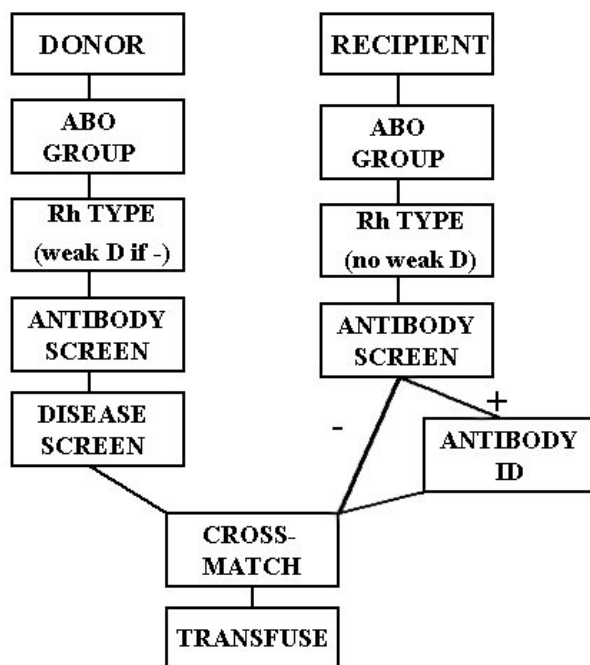 DONOR
ABO
GROUP
Rh TYPE
(weak D if -)
ANTIBODY
SCREEN
DISEASE
SCREEN
RECIPIENT
ABO
GROUP
Rh TYPE
(no weak D)
ANTIBODY
SCREEN
-
+
ANTIBODY
ID
CROSS-
MATCH
TRANSFUSE